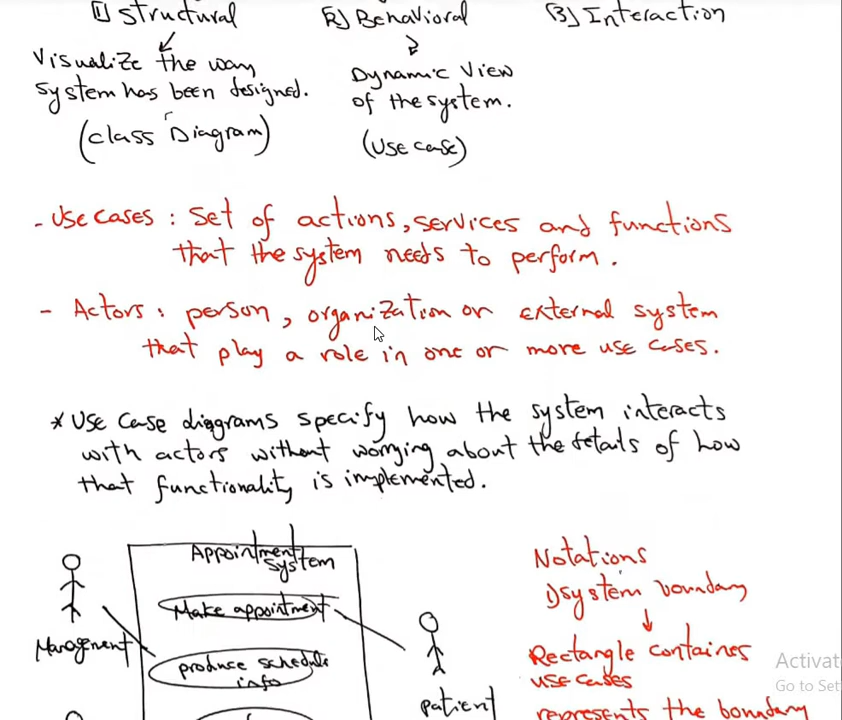 1) Structural
2) Behavioral
3) Interaction
Visualize the way
system has been designed.
(class Diagram)
Dynamic View
of the system.
(Use case)
- Use cases : Set of actions, services and functions
that the system needs to perform.
- Actors : person, organization or external system
that play a role in one or more use cases.
* Use Case diagrams specify how the system interacts
with actors without worrying about the details of how
that functionality is implemented.
Appointment
system
Make appointment
Management
produce schedule
info
patient
Notations
1) system boundary
Rectangle containes
use cases
represents the boundary
Activat
Go to Set